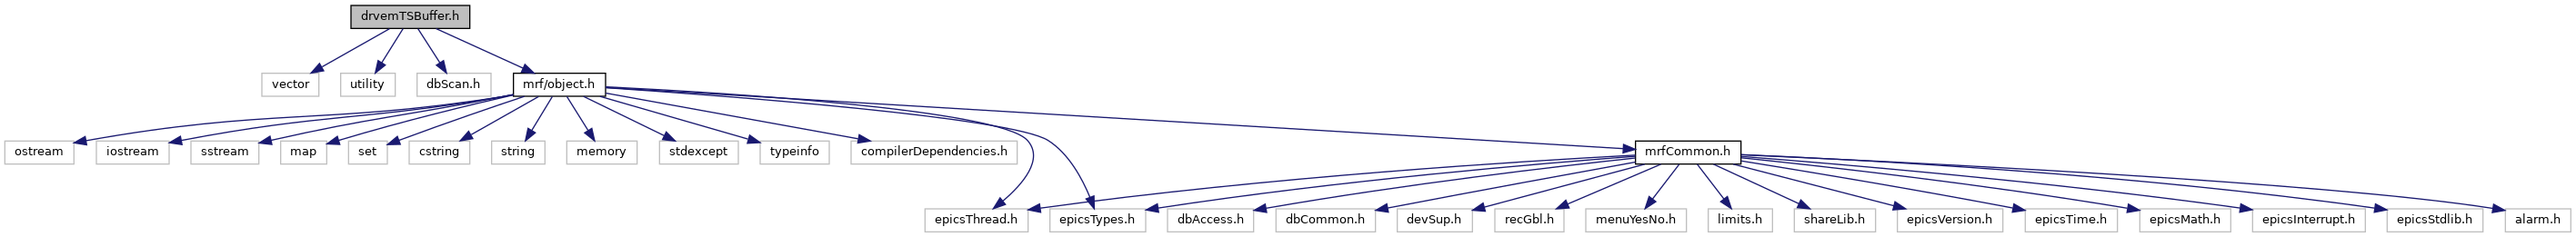 drvemTSBuffer.h
vector
utility
dbScan.h
mrf/object.h
ostream
iostream
sstream
map
set
cstring
string
memory
stdexcept
typeinfo
compilerDependencies.h
mrfCommon.h
epicsThread.h
epicsTypes.h
dbAccess.h
dbCommon.h
devSup.h
recGbl.h
menuYesNo.h
limits.h
shareLib.h
epicsVersion.h
epicsTime.h
epicsMath.h
epicsInterrupt.h
epicsStdlib.h
alarm.h